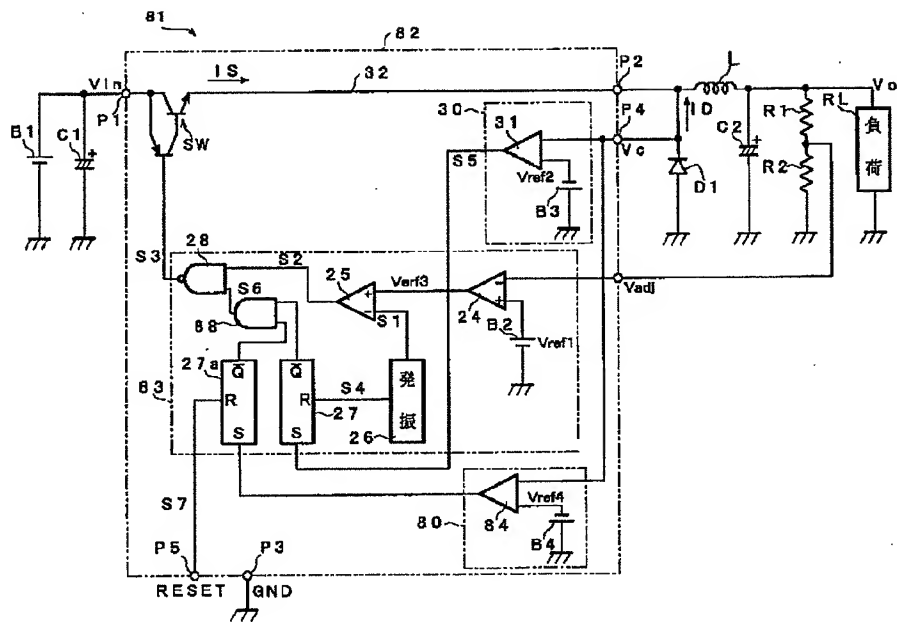 81
82
Vin
P1
IS
32
SW
P2
L
Vo
B1
C1
30
31
P4
Vc
ID
C2
R1
RL
負荷
S5
Vref2
B3
D1
R2
28
S3
S2
25
Verf3
24
Vadj
S6
88
S1
B2
Vref1
27a
Q
Q
発振
83
R
S4
R
27
26
S
S
S7
84
Vref4
80
B4
P5
P3
RESET
GND